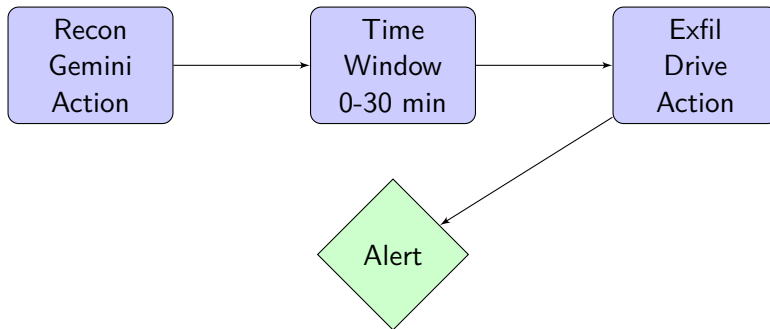 Recon
Gemini
Action
Time
Window
0-30 min
Exfil
Drive
Action
Alert